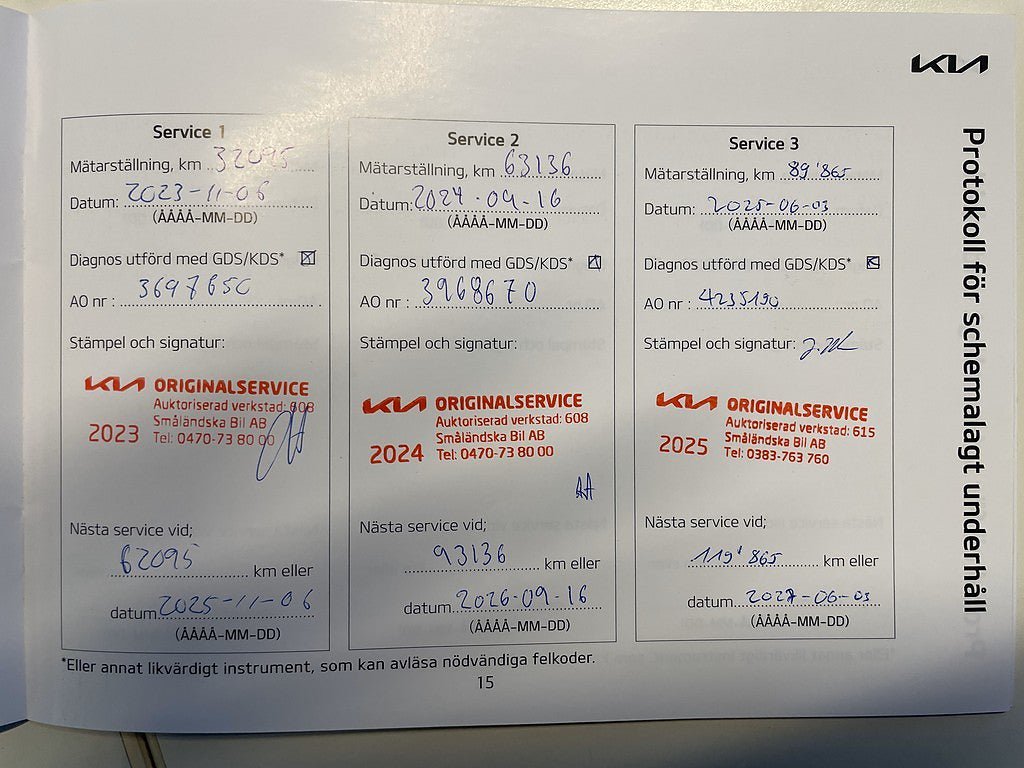 KIA
Protokoll för schemalagt underhåll
Service 1
Mätarställning, km 32095
Datum: 2023-11-06
(ÅÅÅÅ-MM-DD)
Diagnos utförd med GDS/KDS*
AO nr :
Stämpel och signatur:
KIA ORIGINALSERVICE
Auktoriserad verkstad: 608
Småländska Bil AB
2023 Tel: 0470-73 80 00
Nästa service vid;
62095 km eller
datum 2025-11-06
(ÅÅÅÅ-MM-DD)
Service 2
Mätarställning, km 63136
Datum: 2024-09-16
(ÅÅÅÅ-MM-DD)
Diagnos utförd med GDS/KDS*
AO nr : 3968670
Stämpel och signatur:
KIA ORIGINALSERVICE
Auktoriserad verkstad: 608
Småländska Bil AB
2024 Tel: 0470-73 80 00
Nästa service vid;
93136 km eller
datum 2026-09-16
(ÅÅÅÅ-MM-DD)
Service 3
Mätarställning, km 89'865
Datum: 2025-06-03
(ÅÅÅÅ-MM-DD)
Diagnos utförd med GDS/KDS*
AO nr : 4235190
Stämpel och signatur:
KIA ORIGINALSERVICE
Auktoriserad verkstad: 615
Småländska Bil AB
2025 Tel: 0383-763 760
Nästa service vid;
119'865 km eller
datum 2027-06-03
(ÅÅÅÅ-MM-DD)
*Eller annat likvärdigt instrument, som kan avläsa nödvändiga felkoder.
15